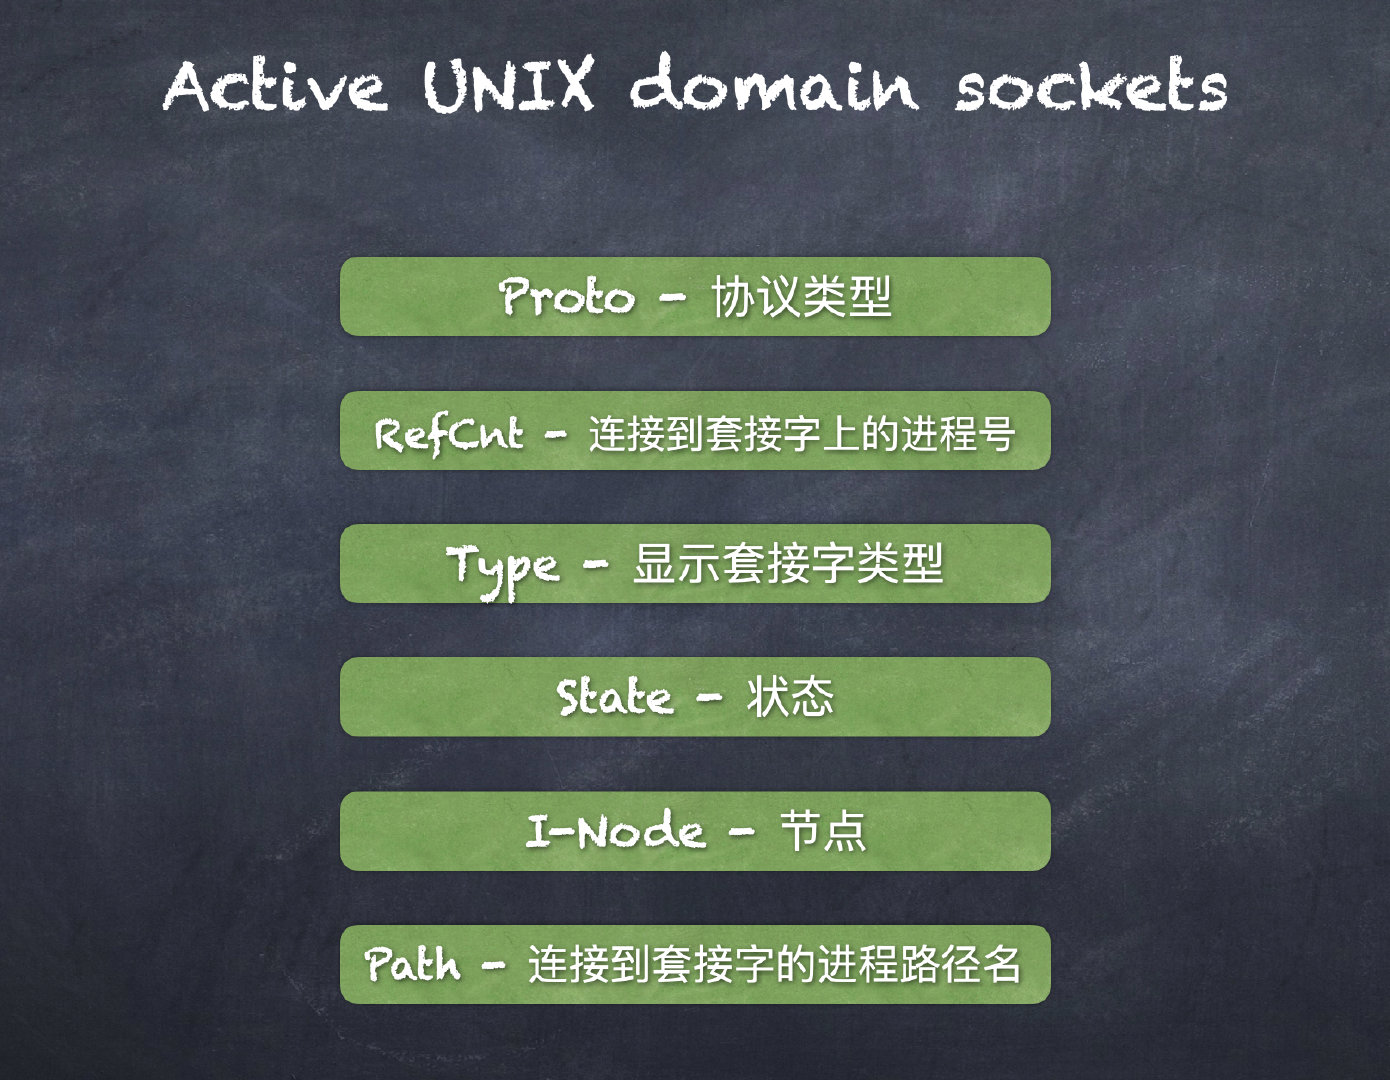 Active UNIX domain sockets
Proto - 协议类型
RefCnt - 连接到套接字上的进程号
Type - 显示套接字类型
State - 状态
I-Node - 节点
Path - 连接到套接字的进程路径名